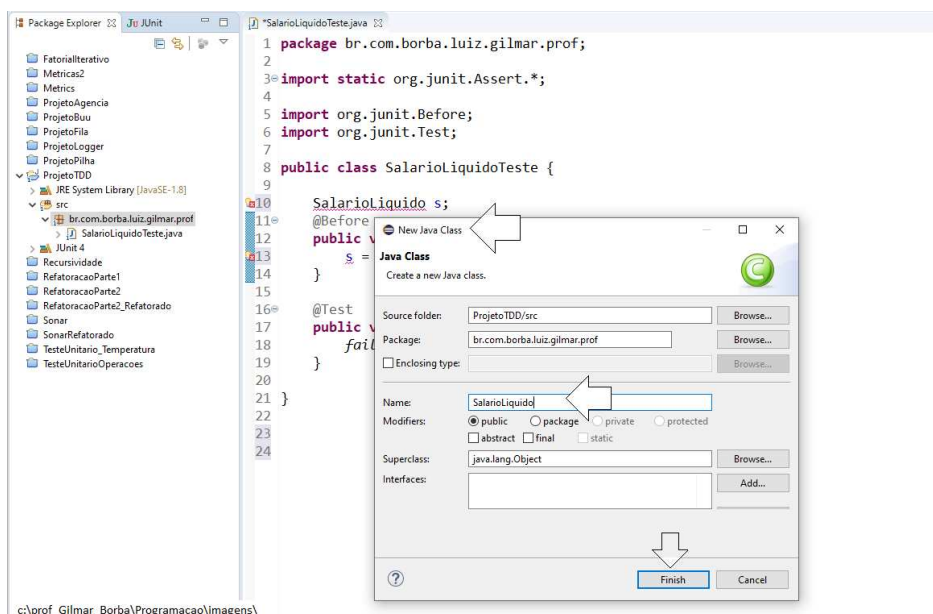 Package Explorer
JUnit
FatorialIterativo
Metricas2
Metrics
ProjetoAgencia
ProjetoBuu
ProjetoFila
ProjetoLogger
ProjetoPilha
ProjetoTDD
JRE System Library [JavaSE-1.8]
src
br.com.borba.luiz.gilmar.prof
SalarioLiquidoTeste.java
JUnit 4
Recursividade
RefatoracaoParte1
RefatoracaoParte2
RefatoracaoParte2_Refatorado
Sonar
SonarRefatorado
TesteUnitario_Temperatura
TesteUnitarioOperacoes
*SalarioLiquidoTeste.java
1 package br.com.borba.luiz.gilmar.prof;
2
3 import static org.junit.Assert.*;
4
5 import org.junit.Before;
6 import org.junit.Test;
7
8 public class SalarioLiquidoTeste {
9
10 SalarioLiquido s;
11 @Before
12 public v
13 s =
14 }
15
16 @Test
17 public v
18 fail
19 }
20
21 }
22
23
24
New Java Class
Java Class
Create a new Java class.
Source folder: ProjetoTDD/src Browse...
Package: br.com.borba.luiz.gilmar.prof Browse...
Enclosing type: Browse...
Name: SalarioLiquido
Modifiers: public package private protected
abstract final static
Superclass: java.lang.Object Browse...
Interfaces: Add...
? Finish Cancel
c:\prof_Gilmar_Borba\Programacao\imagens\